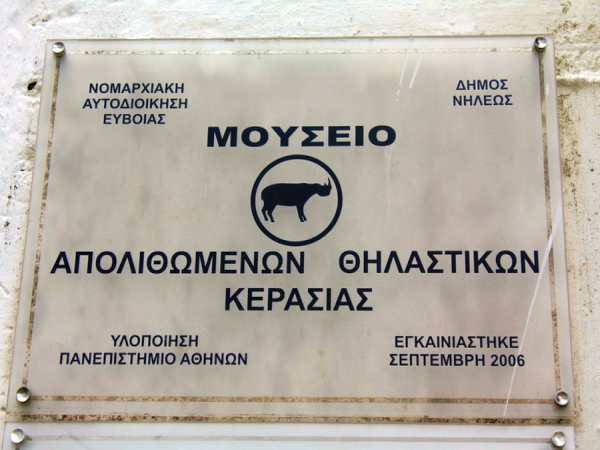 ΝΟΜΑΡΧΙΑΚΗ
ΑΥΤΟΔΙΟΙΚΗΣΗ
ΕΥΒΟΙΑΣ
ΔΗΜΟΣ
ΝΗΛΕΩΣ
ΜΟΥΣΕΙΟ
ΑΠΟΛΙΘΩΜΕΝΩΝ ΘΗΛΑΣΤΙΚΩΝ
ΚΕΡΑΣΙΑΣ
ΥΛΟΠΟΙΗΣΗ
ΠΑΝΕΠΙΣΤΗΜΙΟ ΑΘΗΝΩΝ
ΕΓΚΑΙΝΙΑΣΤΗΚΕ
ΣΕΠΤΕΜΒΡΗ 2006